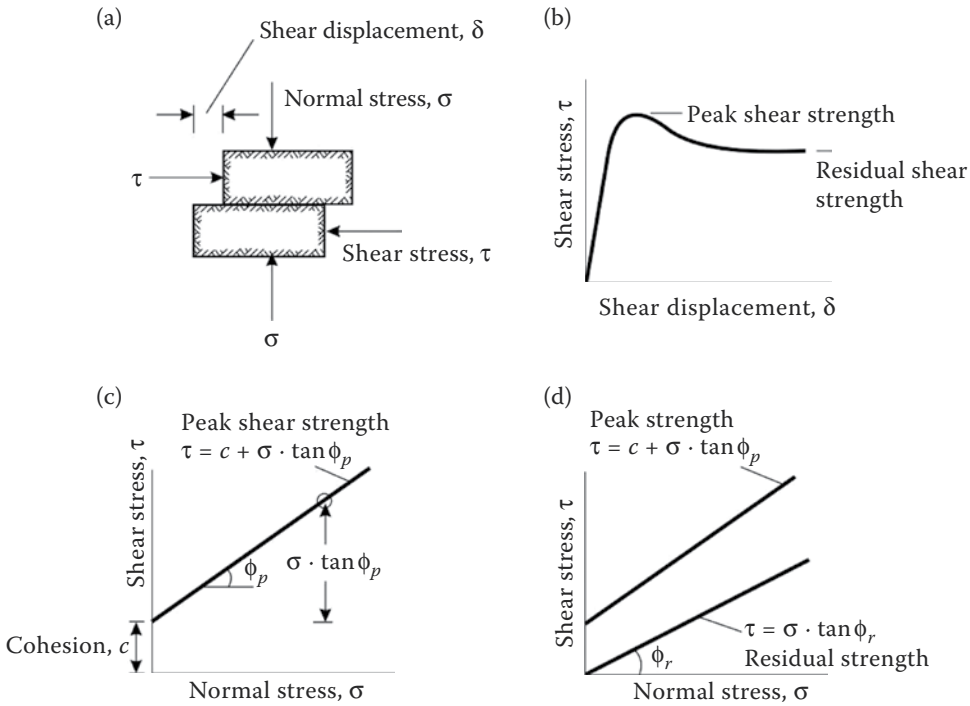 (a)
Shear displacement, δ
Normal stress, σ
τ
Shear stress, τ
σ
(b)
Shear stress, τ
Peak shear strength
Residual shear
strength
Shear displacement, δ
(c)
Peak shear strength
τ = c + σ · tan ϕₚ
Shear stress, τ
σ · tan ϕₚ
ϕₚ
Cohesion, c
Normal stress, σ
(d)
Peak strength
τ = c + σ · tan ϕₚ
Shear stress, τ
τ = σ · tan ϕᵣ
Residual strength
ϕᵣ
Normal stress, σ